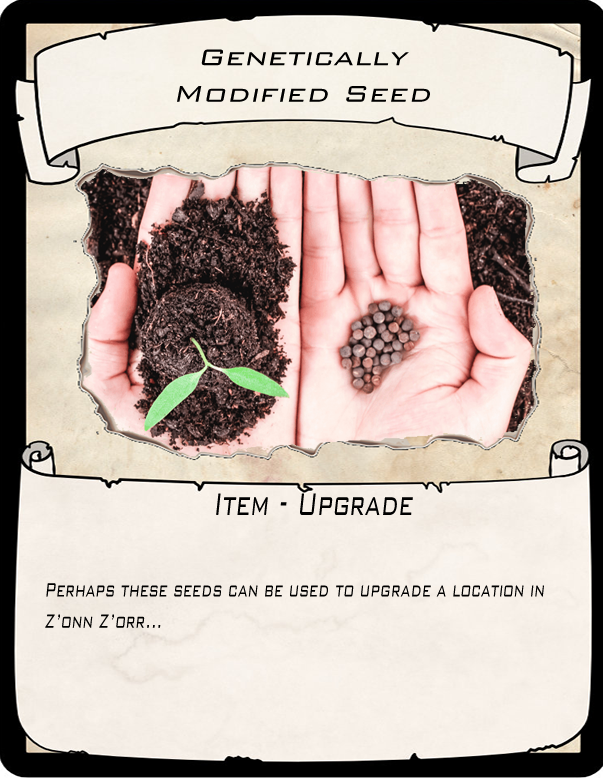 Genetically
Modified Seed
Item - Upgrade
Perhaps these seeds can be used to upgrade a location in
Z'onn Z'orr...